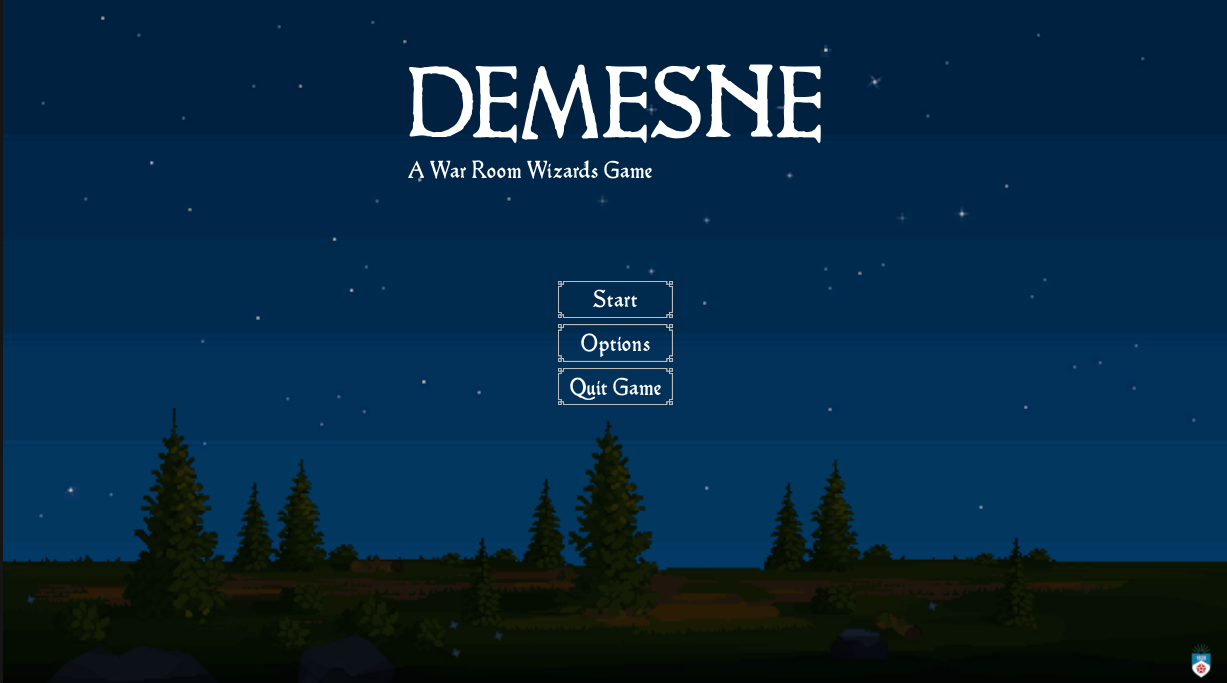 DEMESNE
A War Room Wizards Game
Start
Options
Quit Game